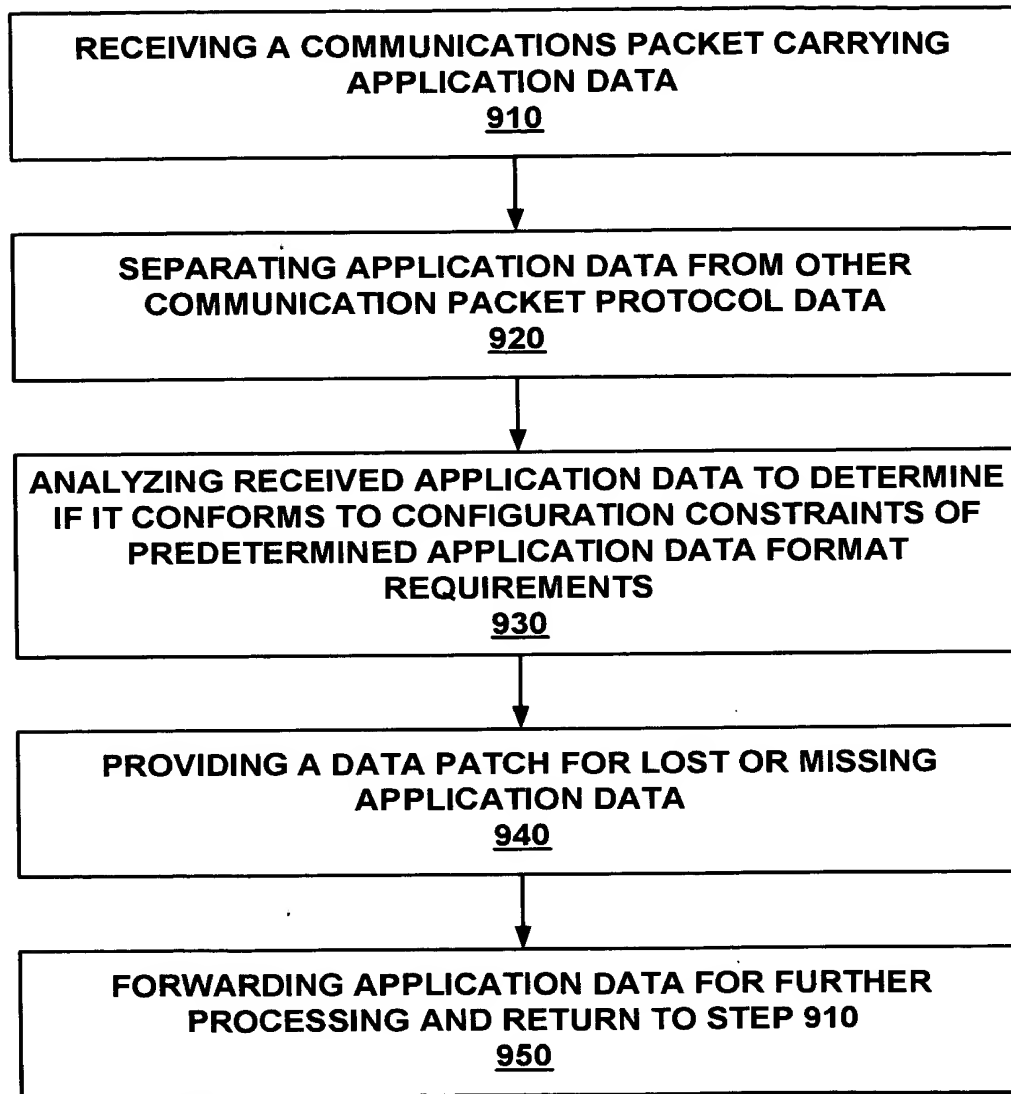 RECEIVING A COMMUNICATIONS PACKET CARRYING
APPLICATION DATA
910
SEPARATING APPLICATION DATA FROM OTHER
COMMUNICATION PACKET PROTOCOL DATA
920
ANALYZING RECEIVED APPLICATION DATA TO DETERMINE
IF IT CONFORMS TO CONFIGURATION CONSTRAINTS OF
PREDETERMINED APPLICATION DATA FORMAT
REQUIREMENTS
930
PROVIDING A DATA PATCH FOR LOST OR MISSING
APPLICATION DATA
940
FORWARDING APPLICATION DATA FOR FURTHER
PROCESSING AND RETURN TO STEP 910
950